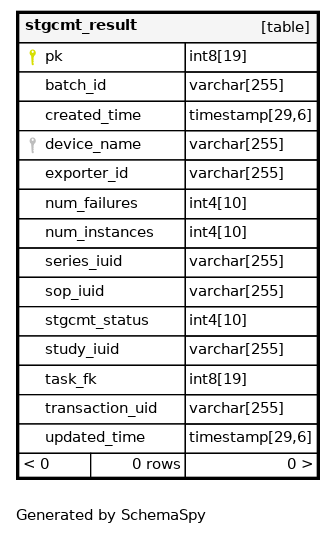 stgcmt_result [table]
pk int8[19]
batch_id varchar[255]
created_time timestamp[29,6]
device_name varchar[255]
exporter_id varchar[255]
num_failures int4[10]
num_instances int4[10]
series_iuid varchar[255]
sop_iuid varchar[255]
stgcmt_status int4[10]
study_iuid varchar[255]
task_fk int8[19]
transaction_uid varchar[255]
updated_time timestamp[29,6]
< 0 0 rows 0 >
Generated by SchemaSpy